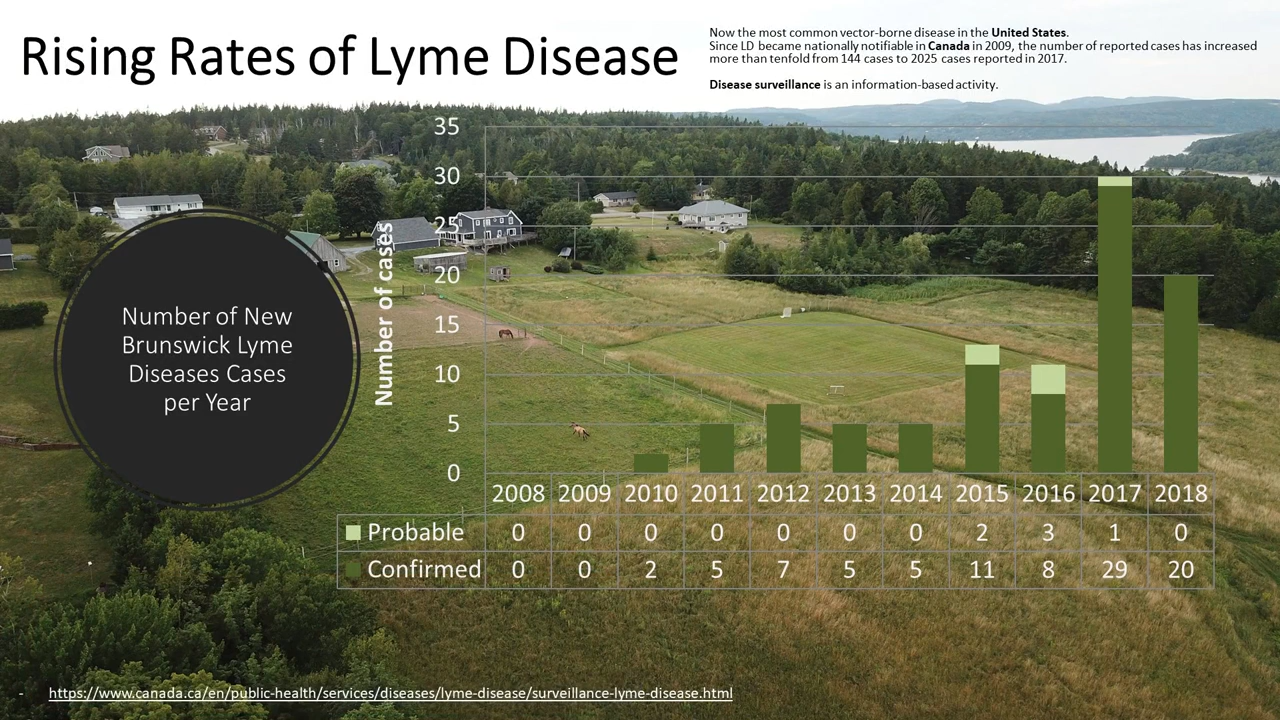 Rising Rates of Lyme Disease
Now the most common vector-borne disease in the United States.
Since LD became nationally notifiable in Canada in 2009, the number of reported cases has increased
more than tenfold from 144 cases to 2025 cases reported in 2017.
Disease surveillance is an information-based activity.
Number of New
Brunswick Lyme
Diseases Cases
per Year
Number of cases
35
30
25
20
15
10
5
0
2008 2009 2010 2011 2012 2013 2014 2015 2016 2017 2018
Probable 0 0 0 0 0 0 0 2 3 1 0
Confirmed 0 0 2 5 7 5 5 11 8 29 20
- https://www.canada.ca/en/public-health/services/diseases/lyme-disease/surveillance-lyme-disease.html